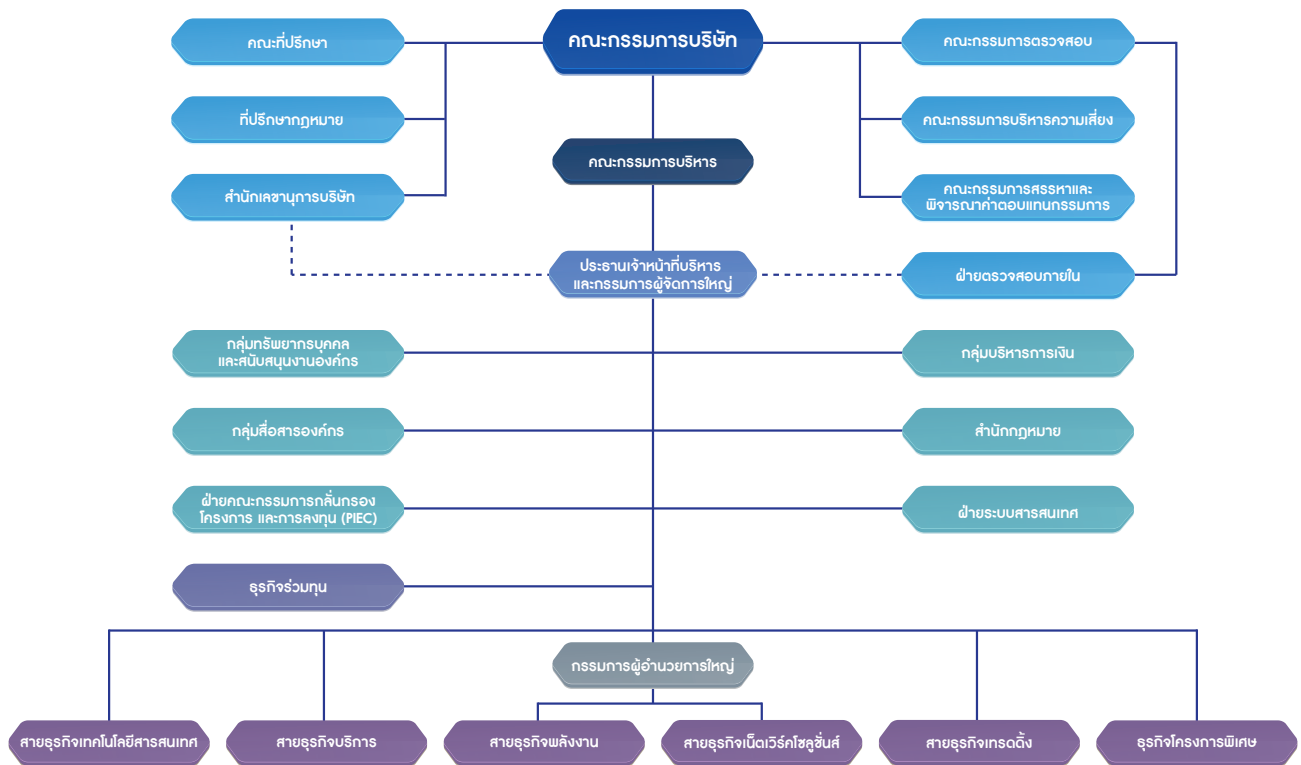 คณะกรรมการบริษัท
คณะที่ปรึกษา
คณะกรรมการตรวจสอบ
ที่ปรึกษากฎหมาย
คณะกรรมการบริหารความเสี่ยง
คณะกรรมการบริหาร
สำนักเลขานุการบริษัท
คณะกรรมการสรรหาและ
พิจารณาค่าตอบแทนกรรมการ
ประธานเจ้าหน้าที่บริหาร
และกรรมการผู้จัดการใหญ่
ฝ่ายตรวจสอบภายใน
กลุ่มทรัพยากรบุคคล
และสนับสนุนงานองค์กร
กลุ่มบริหารการเงิน
กลุ่มสื่อสารองค์กร
สำนักกฎหมาย
ฝ่ายคณะกรรมการกลั่นกรอง
โครงการ และการลงทุน (PIEC)
ฝ่ายระบบสารสนเทศ
ธุรกิจร่วมทุน
กรรมการผู้อำนวยการใหญ่
สายธุรกิจเทคโนโลยีสารสนเทศ
สายธุรกิจบริการ
สายธุรกิจพลังงาน
สายธุรกิจเน็ตเวิร์คโซลูชั่นส์
สายธุรกิจเทรดดิ้ง
ธุรกิจโครงการพิเศษ